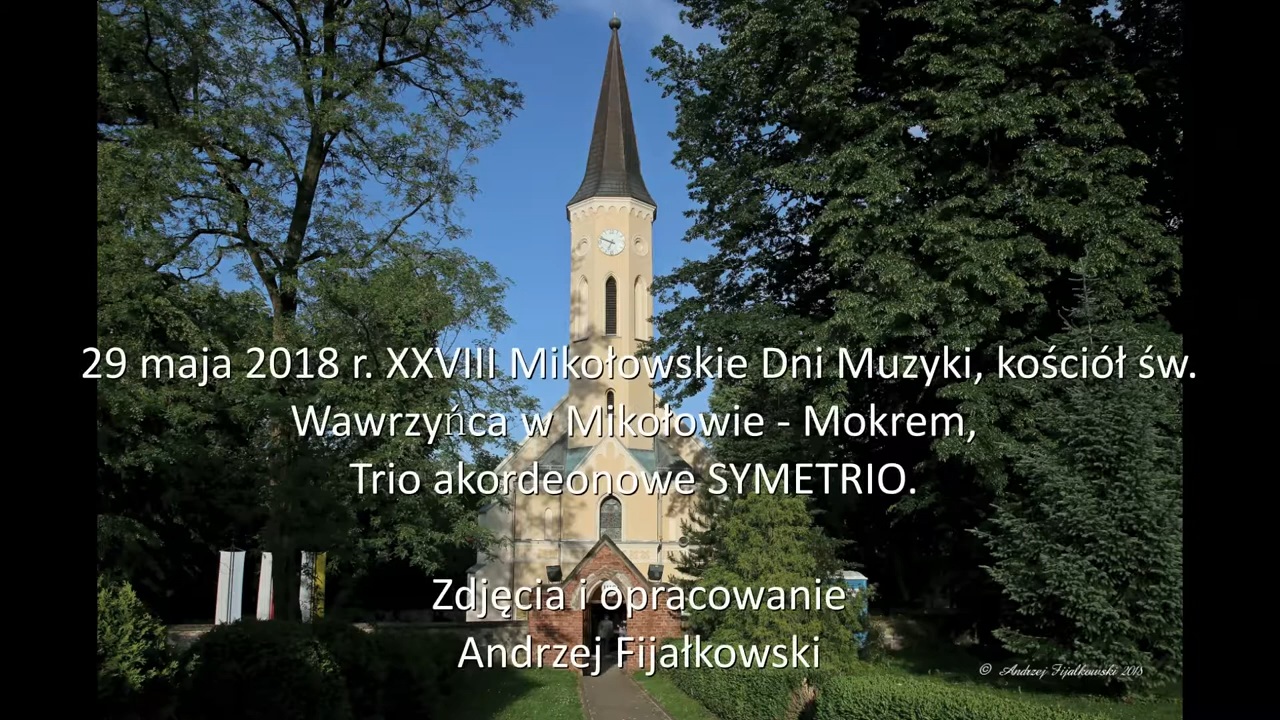 29 maja 2018 r. XXVIII Mikołowskie Dni Muzyki, kościół św.
Wawrzyńca w Mikołowie - Mokrem,
Trio akordeonowe SYMETRIO.
Zdjęcia i opracowanie
Andrzej Fijałkowski
© Andrzej Fijałkowski 2018